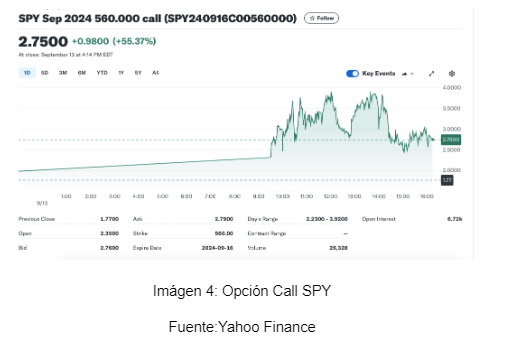 SPY Sep 2024 560.000 call (SPY240916C00560000) ☆ Follow
2.7500 +0.9800 (+55.37%)
At close: September 13 at 4:14 PM EDT
1D 5D 3M 6M YTD 1Y 5Y All Key Events
4.0000
3.5000
3.0000
2.7500
2.5000
2.0000
1.77
1:00 2:00 3:00 4:00 5:00 6:00 7:00 8:00 9:00 10:00 11:30 12:00 13:00 14:00 15:00 16:00
9/13
Previous Close 1.7700 Ask 2.7900 Day's Range 2.2300 - 3.9200 Open Interest 6.72k
Open 2.3500 Strike 560.00 Contract Range --
Bid 2.7600 Expire Date 2024-09-16 Volume 29,328
Imágen 4: Opción Call SPY
Fuente:Yahoo Finance